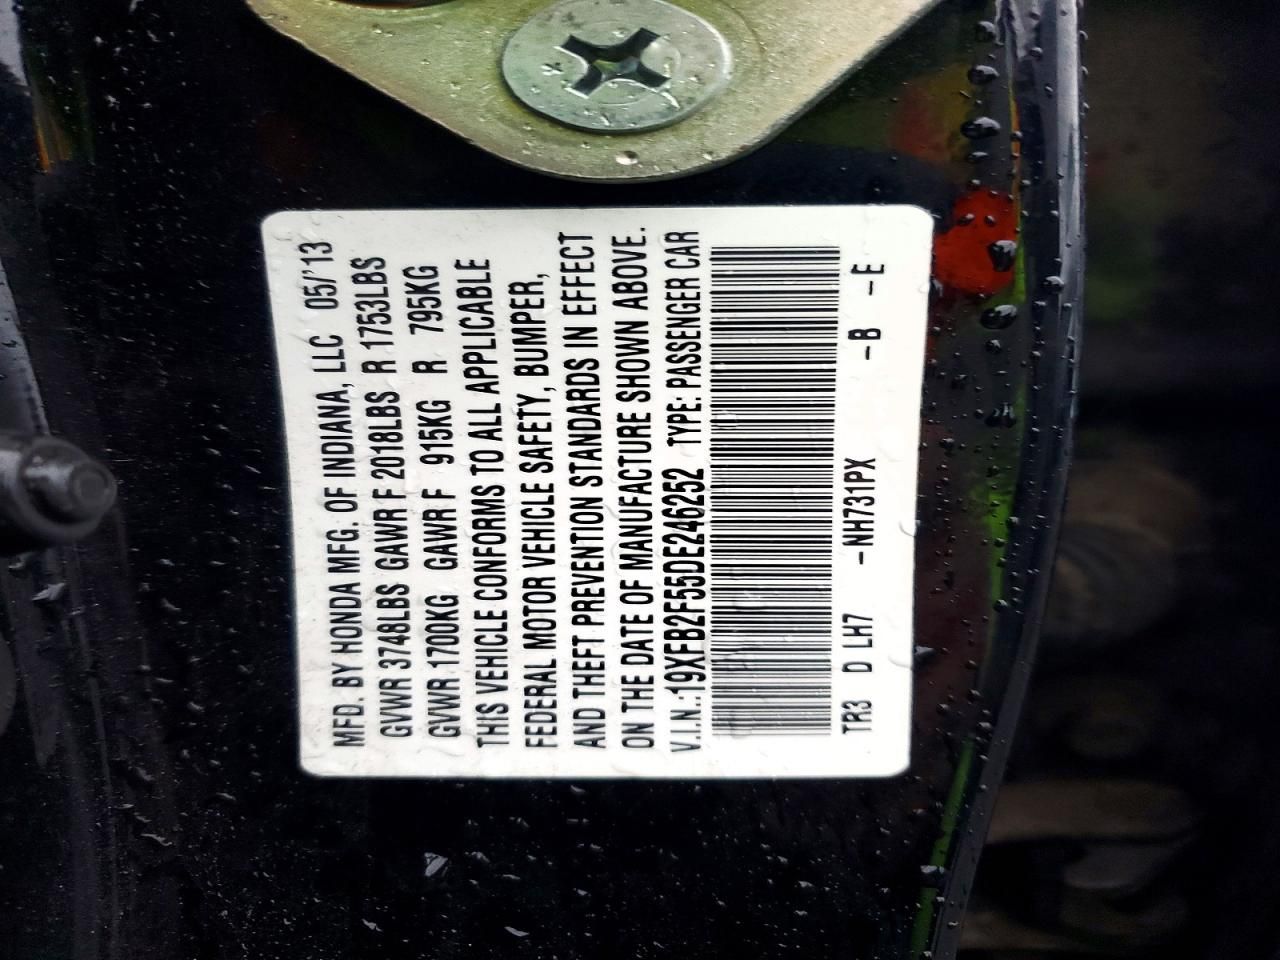 MFD. BY HONDA MFG. OF INDIANA, LLC 05/'13
GVWR 3748LBS GAWR F 2018LBS R 1753LBS
GVWR 1700KG GAWR F 915KG R 795KG
THIS VEHICLE CONFORMS TO ALL APPLICABLE
FEDERAL MOTOR VEHICLE SAFETY, BUMPER,
AND THEFT PREVENTION STANDARDS IN EFFECT
ON THE DATE OF MANUFACTURE SHOWN ABOVE.
V.I.N.:19XFB2F55DE246252 TYPE: PASSENGER CAR
TR3 D LH7 -NH731PX -B -E